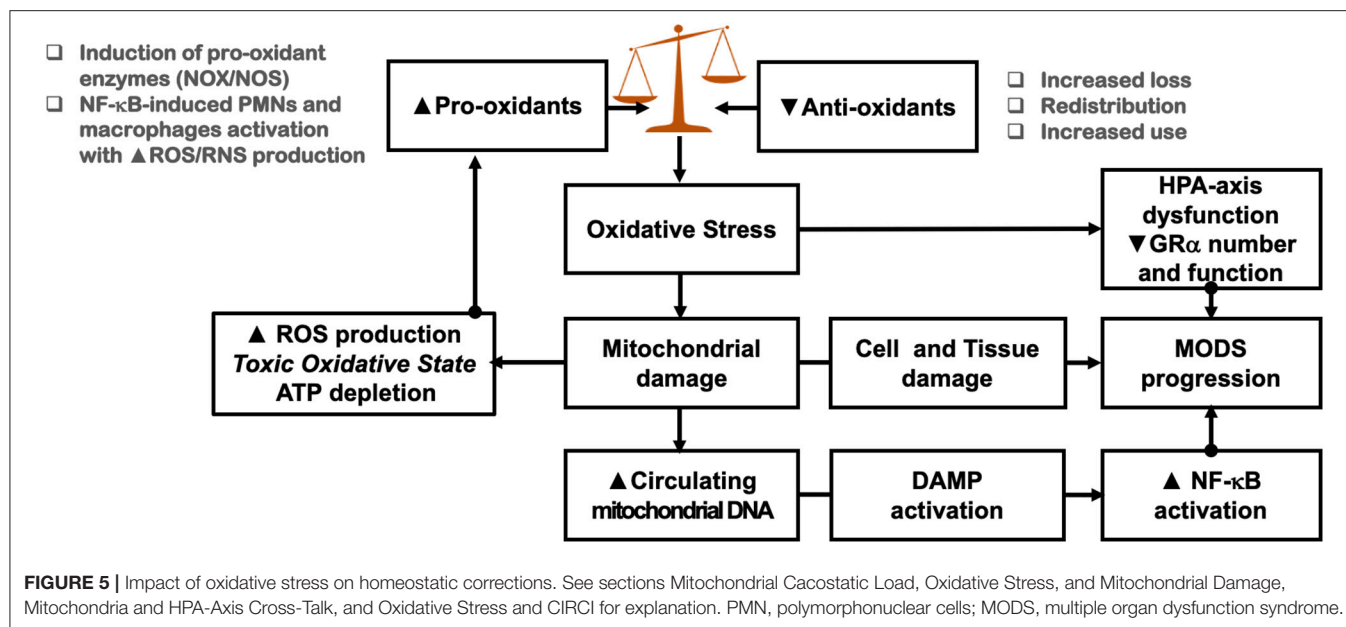 ❑ Induction of pro-oxidant
enzymes (NOX/NOS)
❑ NF-κB-induced PMNs and
macrophages activation
with ▲ROS/RNS production
▲Pro-oxidants
▼Anti-oxidants
❑ Increased loss
❑ Redistribution
❑ Increased use
Oxidative Stress
HPA-axis
dysfunction
▼GRα number
and function
▲ ROS production
Toxic Oxidative State
ATP depletion
Mitochondrial
damage
Cell and Tissue
damage
MODS
progression
▲Circulating
mitochondrial DNA
DAMP
activation
▲ NF-κB
activation
FIGURE 5 | Impact of oxidative stress on homeostatic corrections. See sections Mitochondrial Cacostatic Load, Oxidative Stress, and Mitochondrial Damage,
Mitochondria and HPA-Axis Cross-Talk, and Oxidative Stress and CIRCI for explanation. PMN, polymorphonuclear cells; MODS, multiple organ dysfunction syndrome.